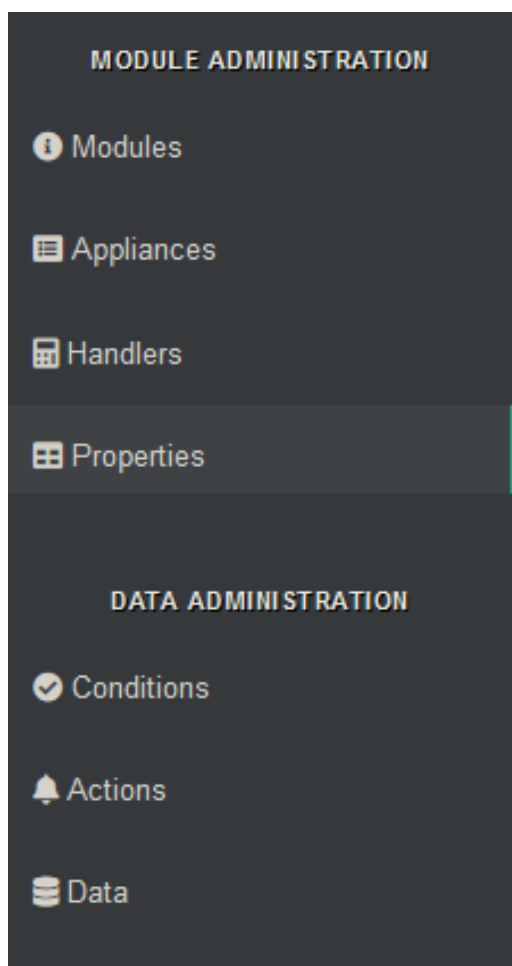 MODULE ADMINISTRATION
Modules
Appliances
Handlers
Properties
DATA ADMINISTRATION
Conditions
Actions
Data